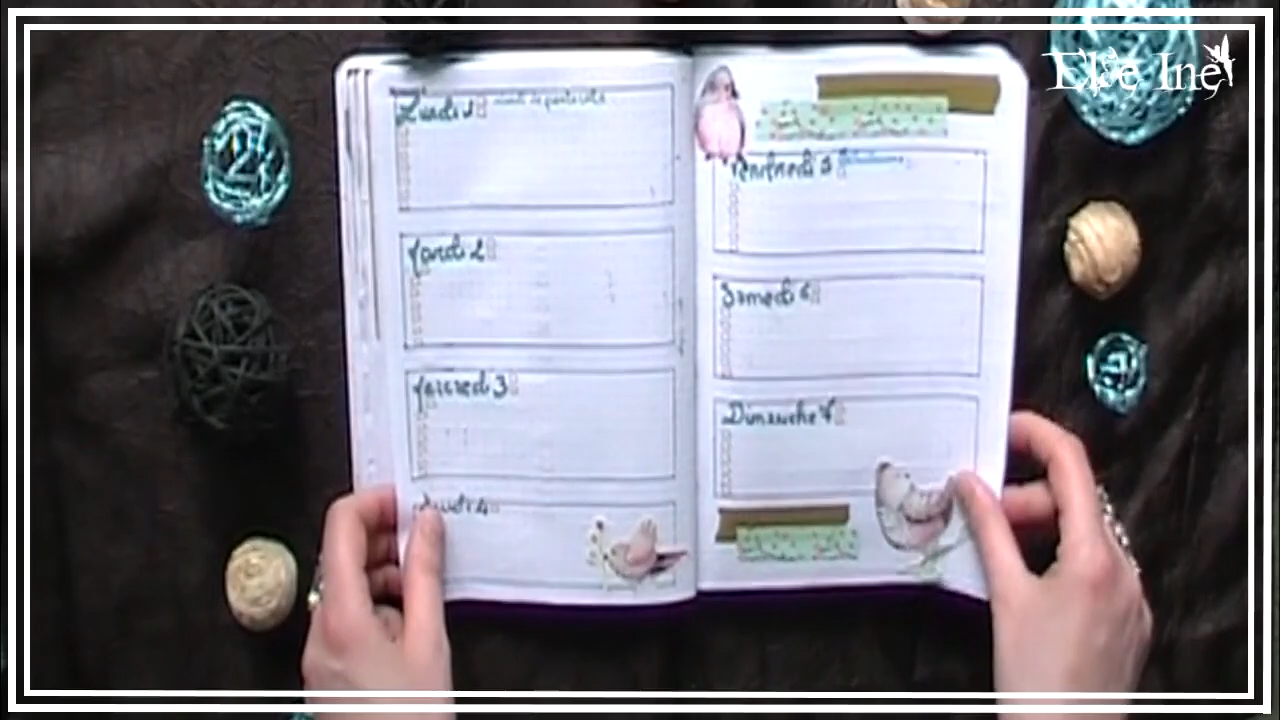 Lundi 1
Mardi 2
Mercredi 3
Jeudi 4
Vendredi 5
Samedi 6
Dimanche 7
Else Ine